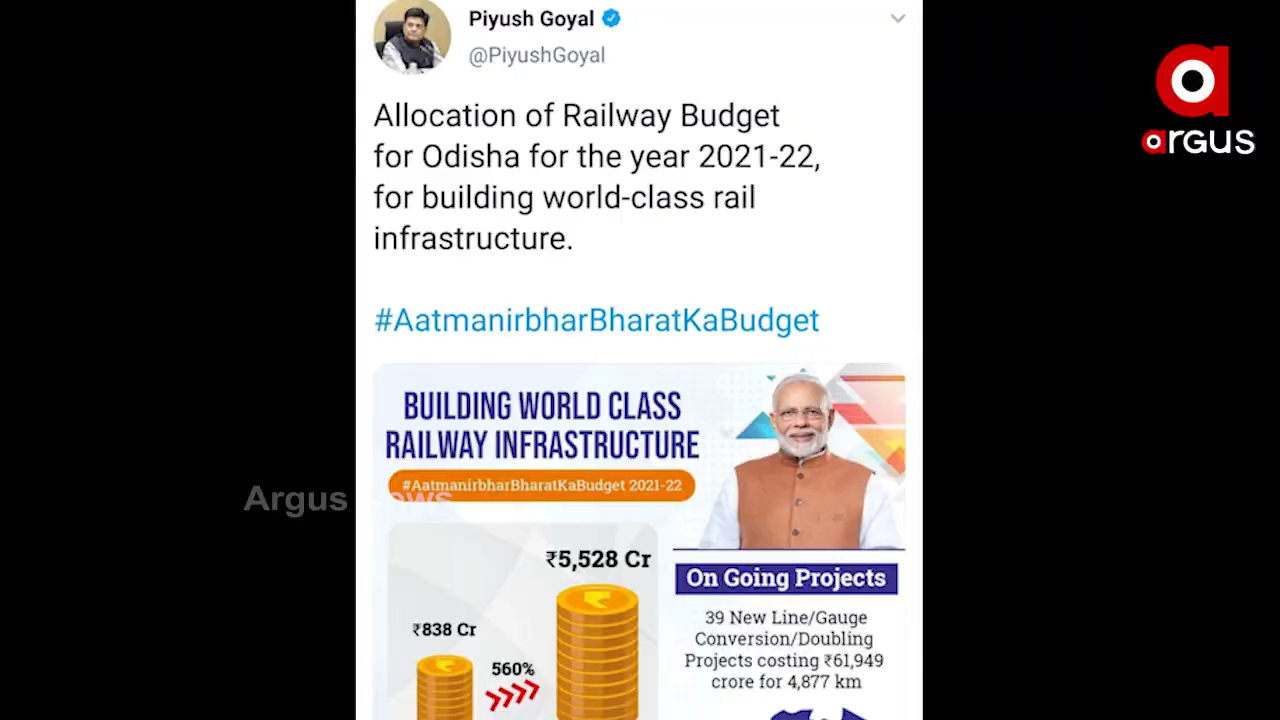 Piyush Goyal
@PiyushGoyal
argus
Allocation of Railway Budget
for Odisha for the year 2021-22,
for building world-class rail
infrastructure.
#AatmanirbharBharatKaBudget
BUILDING WORLD CLASS
RAILWAY INFRASTRUCTURE
#AatmanirbharBharatKaBudget 2021-22
Argus News
₹5,528 Cr
₹838 Cr
560%
On Going Projects
39 New Line/Gauge
Conversion/Doubling
Projects costing ₹61,949
crore for 4,877 km